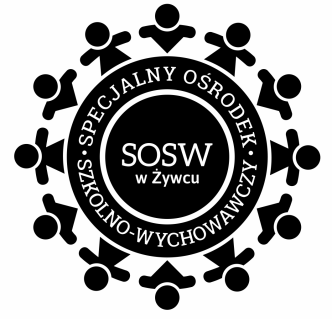 SPECJALNY OŚRODEK
SZKOLNO-WYCHOWAWCZY
SOSW
w Żywcu